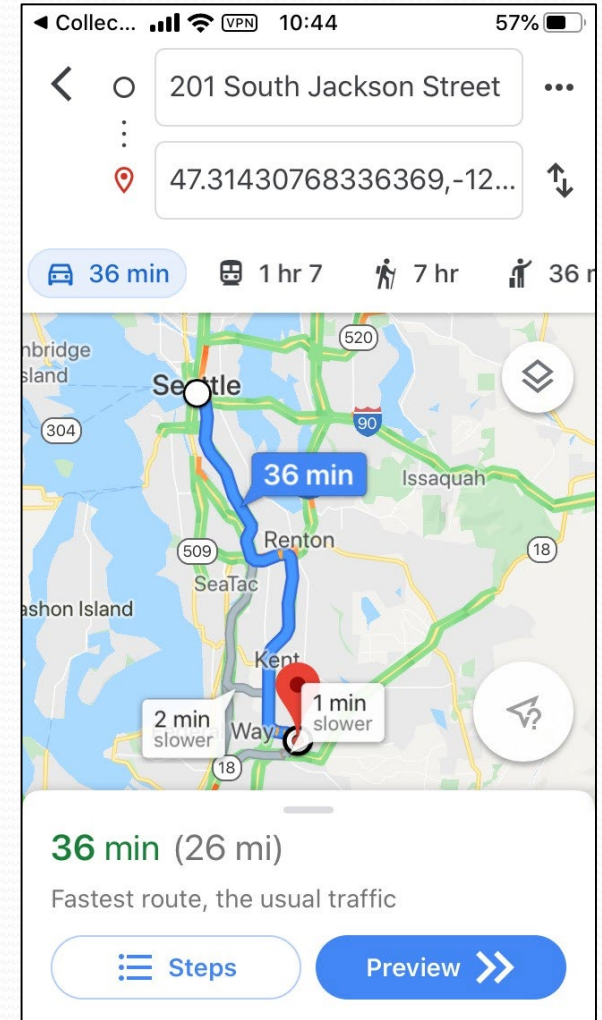 ◀ Collec... VPN 10:44 57%
201 South Jackson Street
...
47.31430768336369,-12...
36 min 1 hr 7 7 hr 36
520
nbridge
sland
Seattle
304
90
36 min
Issaquah
509
Renton
18
SeaTac
ashon Island
Kent
1 min
slower
2 min
slower
Way
18
36 min (26 mi)
Fastest route, the usual traffic
Steps
Preview